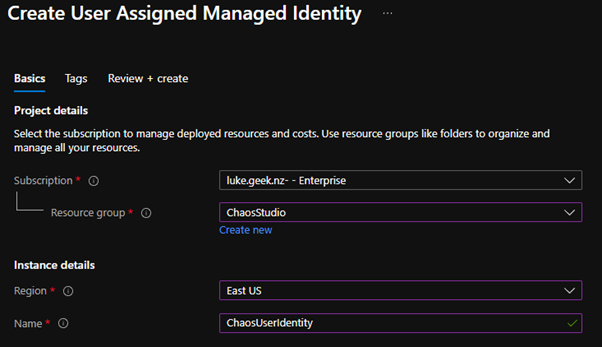 Create User Assigned Managed Identity ...
Basics Tags Review + create
Project details
Select the subscription to manage deployed resources and costs. Use resource groups like folders to organize and
manage all your resources.
Subscription * luke.geek.nz- - Enterprise
Resource group * ChaosStudio
Create new
Instance details
Region * East US
Name * ChaosUserIdentity